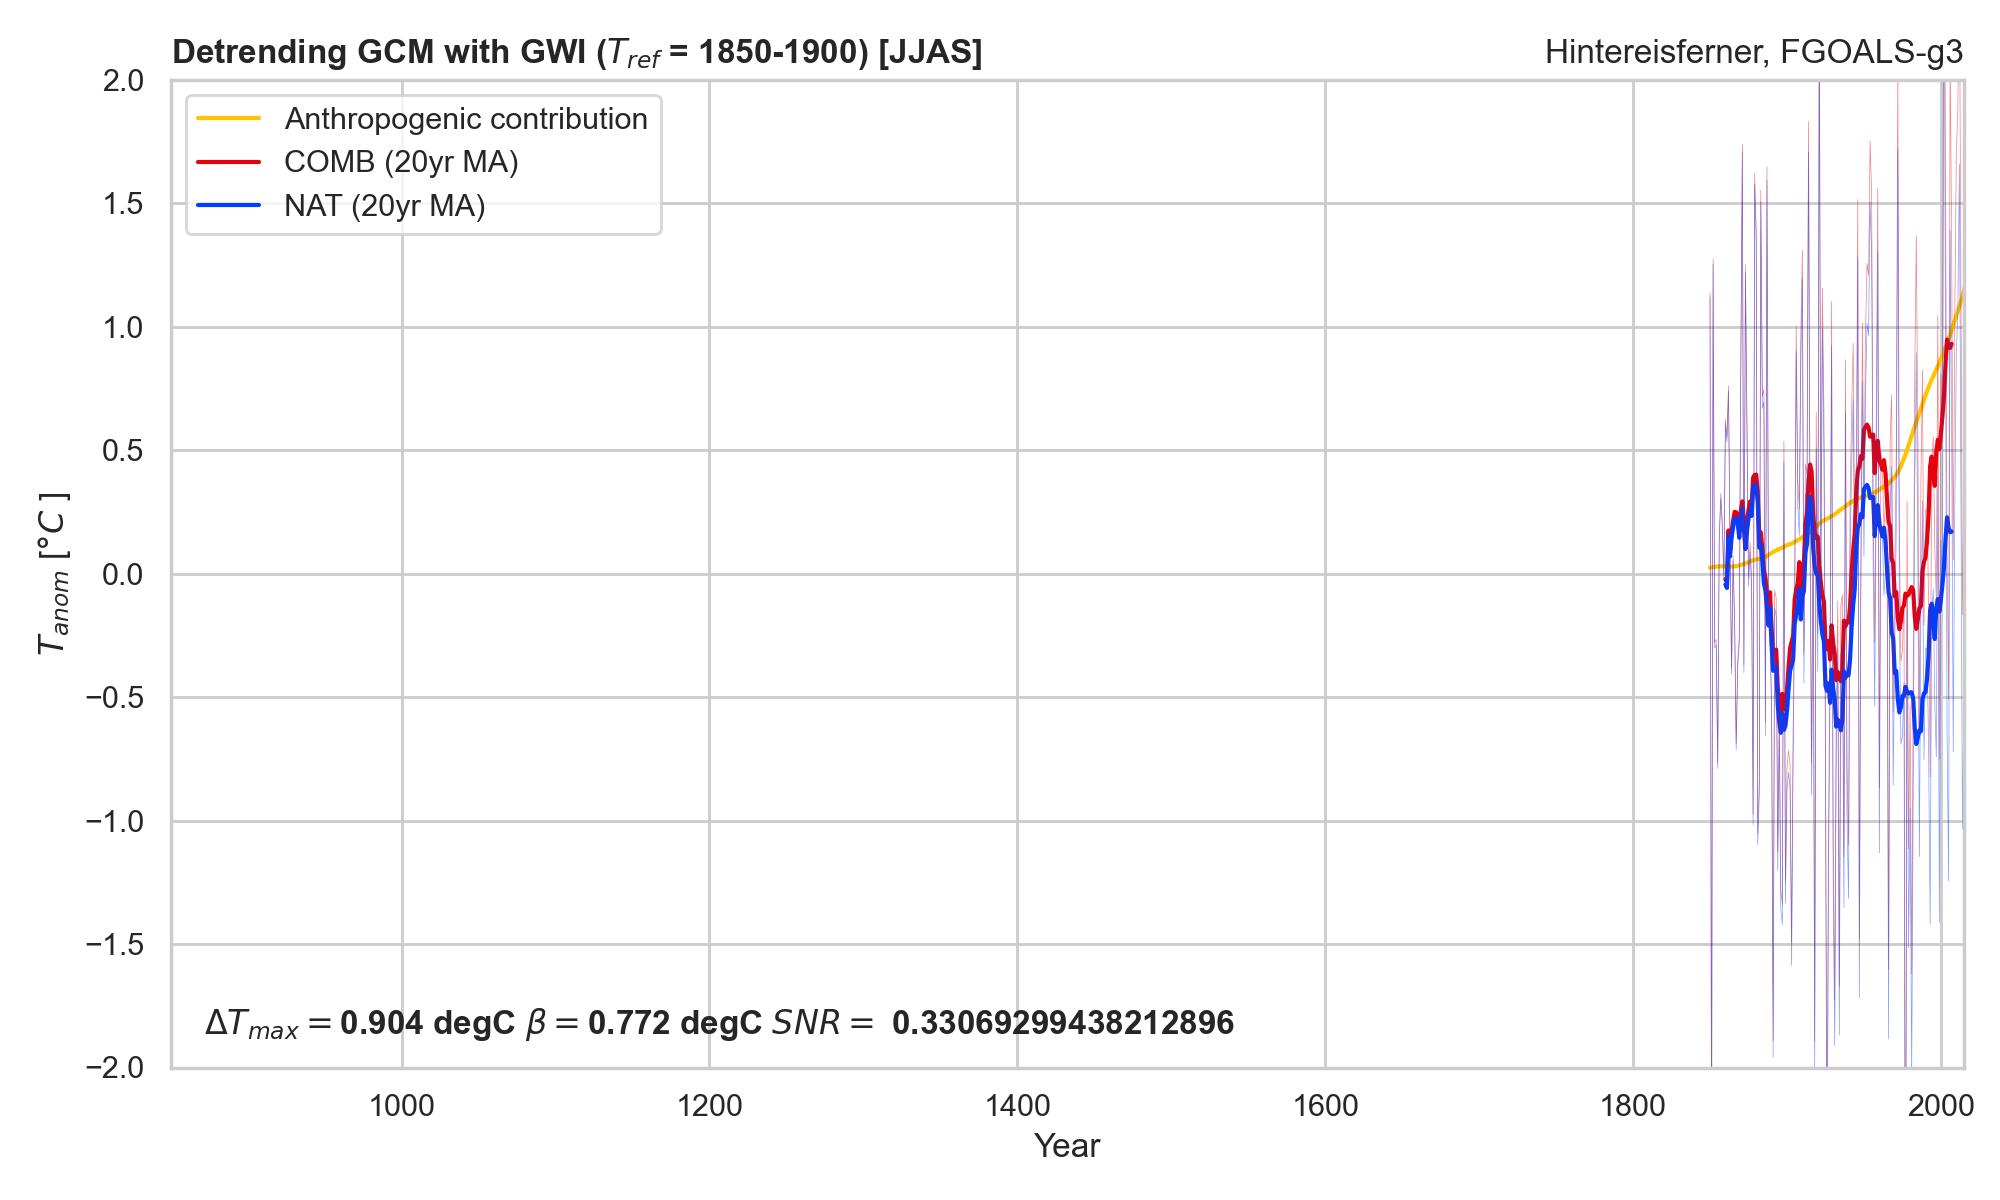 Detrending GCM with GWI (T_ref = 1850-1900) [JJAS]
Hintereisferner, FGOALS-g3
Anthropogenic contribution
COMB (20yr MA)
NAT (20yr MA)
2.0
1.5
1.0
0.5
0.0
−0.5
−1.0
−1.5
−2.0
T_anom [°C ]
ΔT_max = 0.904 degC β = 0.772 degC SNR = 0.33069299438212896
1000 1200 1400 1600 1800 2000
Year